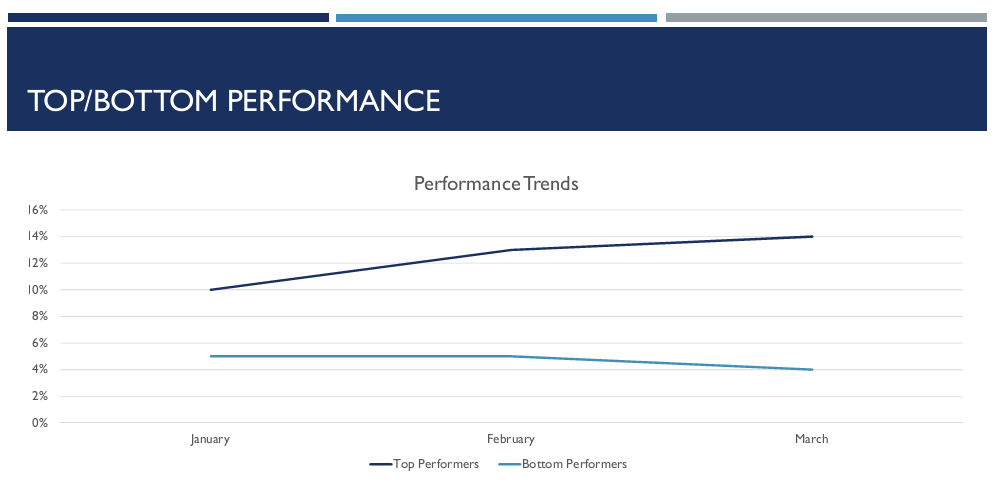 TOP/BOTTOM PERFORMANCE
Performance Trends
16%
14%
12%
10%
8%
6%
4%
2%
0%
January February March
Top Performers Bottom Performers